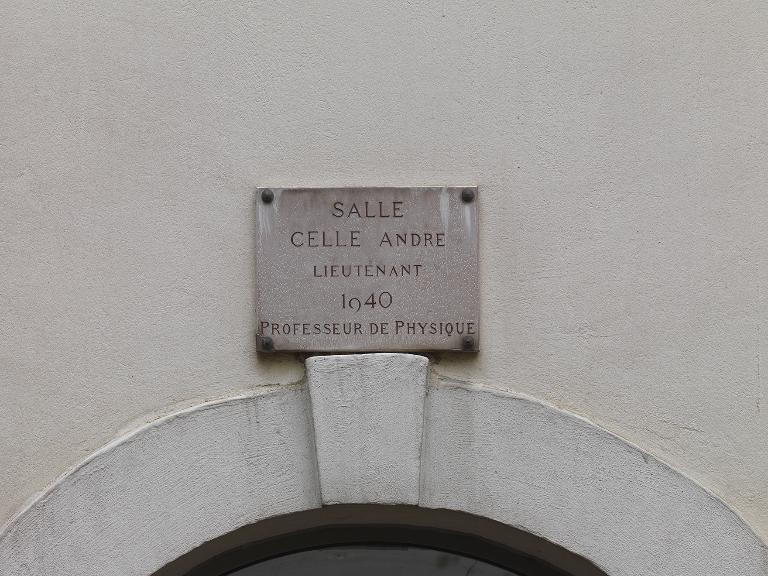 SALLE
CELLE ANDRE
LIEUTENANT
1940
PROFESSEUR DE PHYSIQUE